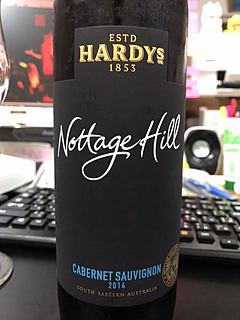 ESTD
HARDYS
1853
Nottage Hill
CABERNET SAUVIGNON
2014
SOUTH EASTERN AUSTRALIA